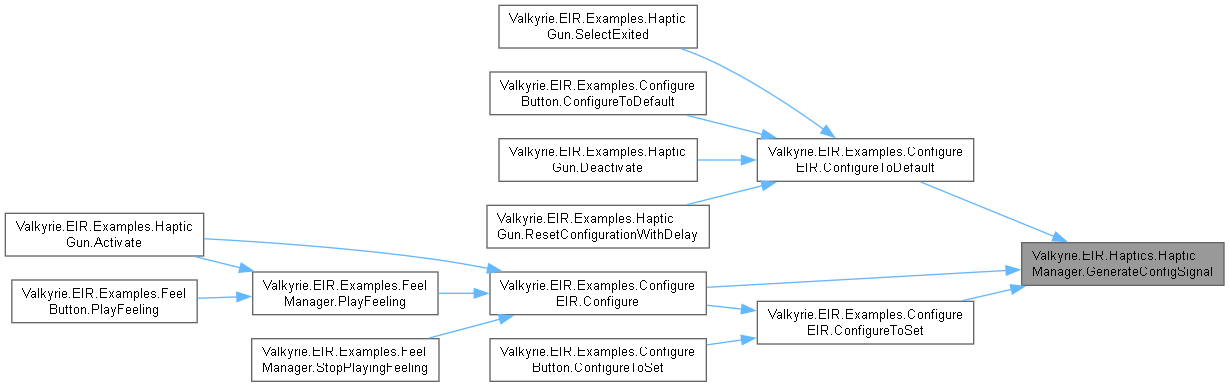 Valkyrie.EIR.Examples.Haptic
Gun.SelectExited
Valkyrie.EIR.Examples.Configure
Button.ConfigureToDefault
Valkyrie.EIR.Examples.Haptic
Gun.Deactivate
Valkyrie.EIR.Examples.Configure
EIR.ConfigureToDefault
Valkyrie.EIR.Examples.Haptic
Gun.ResetConfigurationWithDelay
Valkyrie.EIR.Examples.Haptic
Gun.Activate
Valkyrie.EIR.Haptics.Haptic
Manager.GenerateConfigSignal
Valkyrie.EIR.Examples.Feel
Button.PlayFeeling
Valkyrie.EIR.Examples.Feel
Manager.PlayFeeling
Valkyrie.EIR.Examples.Configure
EIR.Configure
Valkyrie.EIR.Examples.Configure
EIR.ConfigureToSet
Valkyrie.EIR.Examples.Feel
Manager.StopPlayingFeeling
Valkyrie.EIR.Examples.Configure
Button.ConfigureToSet